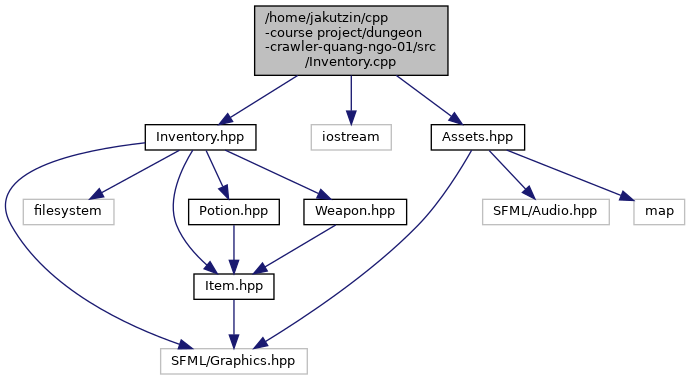 /home/jakutzin/cpp
-course project/dungeon
-crawler-quang-ngo-01/src
/Inventory.cpp
Inventory.hpp
iostream
Assets.hpp
filesystem
Potion.hpp
Weapon.hpp
SFML/Audio.hpp
map
Item.hpp
SFML/Graphics.hpp